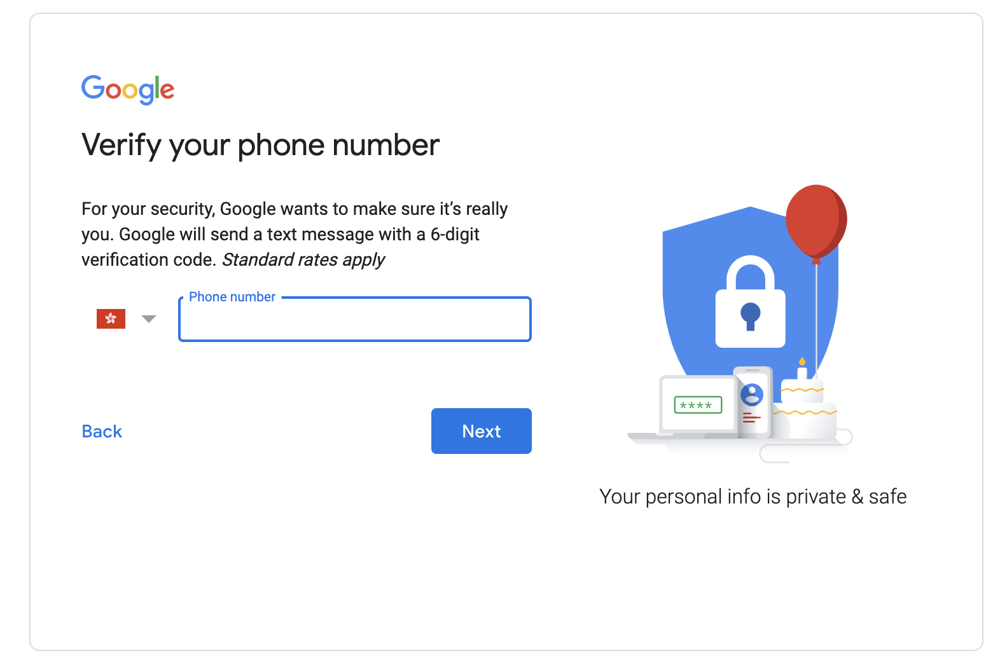 Google
Verify your phone number
For your security, Google wants to make sure it’s really
you. Google will send a text message with a 6-digit
verification code. Standard rates apply
Phone number
Back
Next
****
Your personal info is private & safe